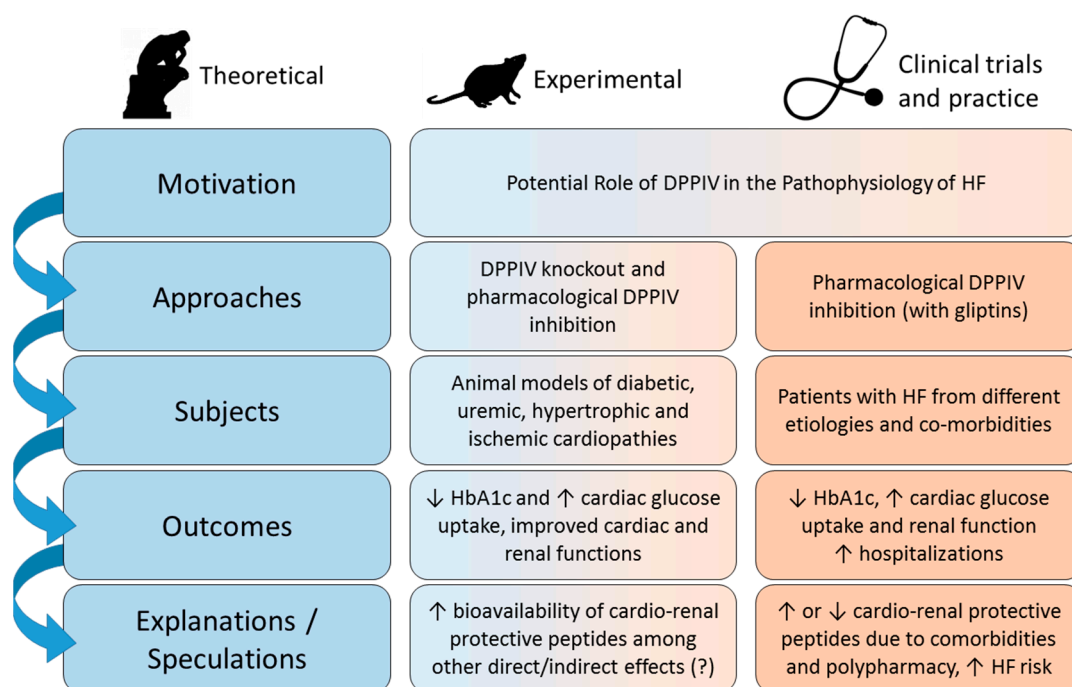 Theoretical
Experimental
Clinical trials
and practice
Motivation
Potential Role of DPPIV in the Pathophysiology of HF
Approaches
DPPIV knockout and
pharmacological DPPIV
inhibition
Pharmacological DPPIV
inhibition (with gliptins)
Subjects
Animal models of diabetic,
uremic, hypertrophic and
ischemic cardiopathies
Patients with HF from different
etiologies and co-morbidities
Outcomes
↓ HbA1c and ↑ cardiac glucose
uptake, improved cardiac and
renal functions
↓ HbA1c, ↑ cardiac glucose
uptake and renal function
↑ hospitalizations
Explanations /
Speculations
↑ bioavailability of cardio-renal
protective peptides among
other direct/indirect effects (?)
↑ or ↓ cardio-renal protective
peptides due to comorbidities
and polypharmacy, ↑ HF risk